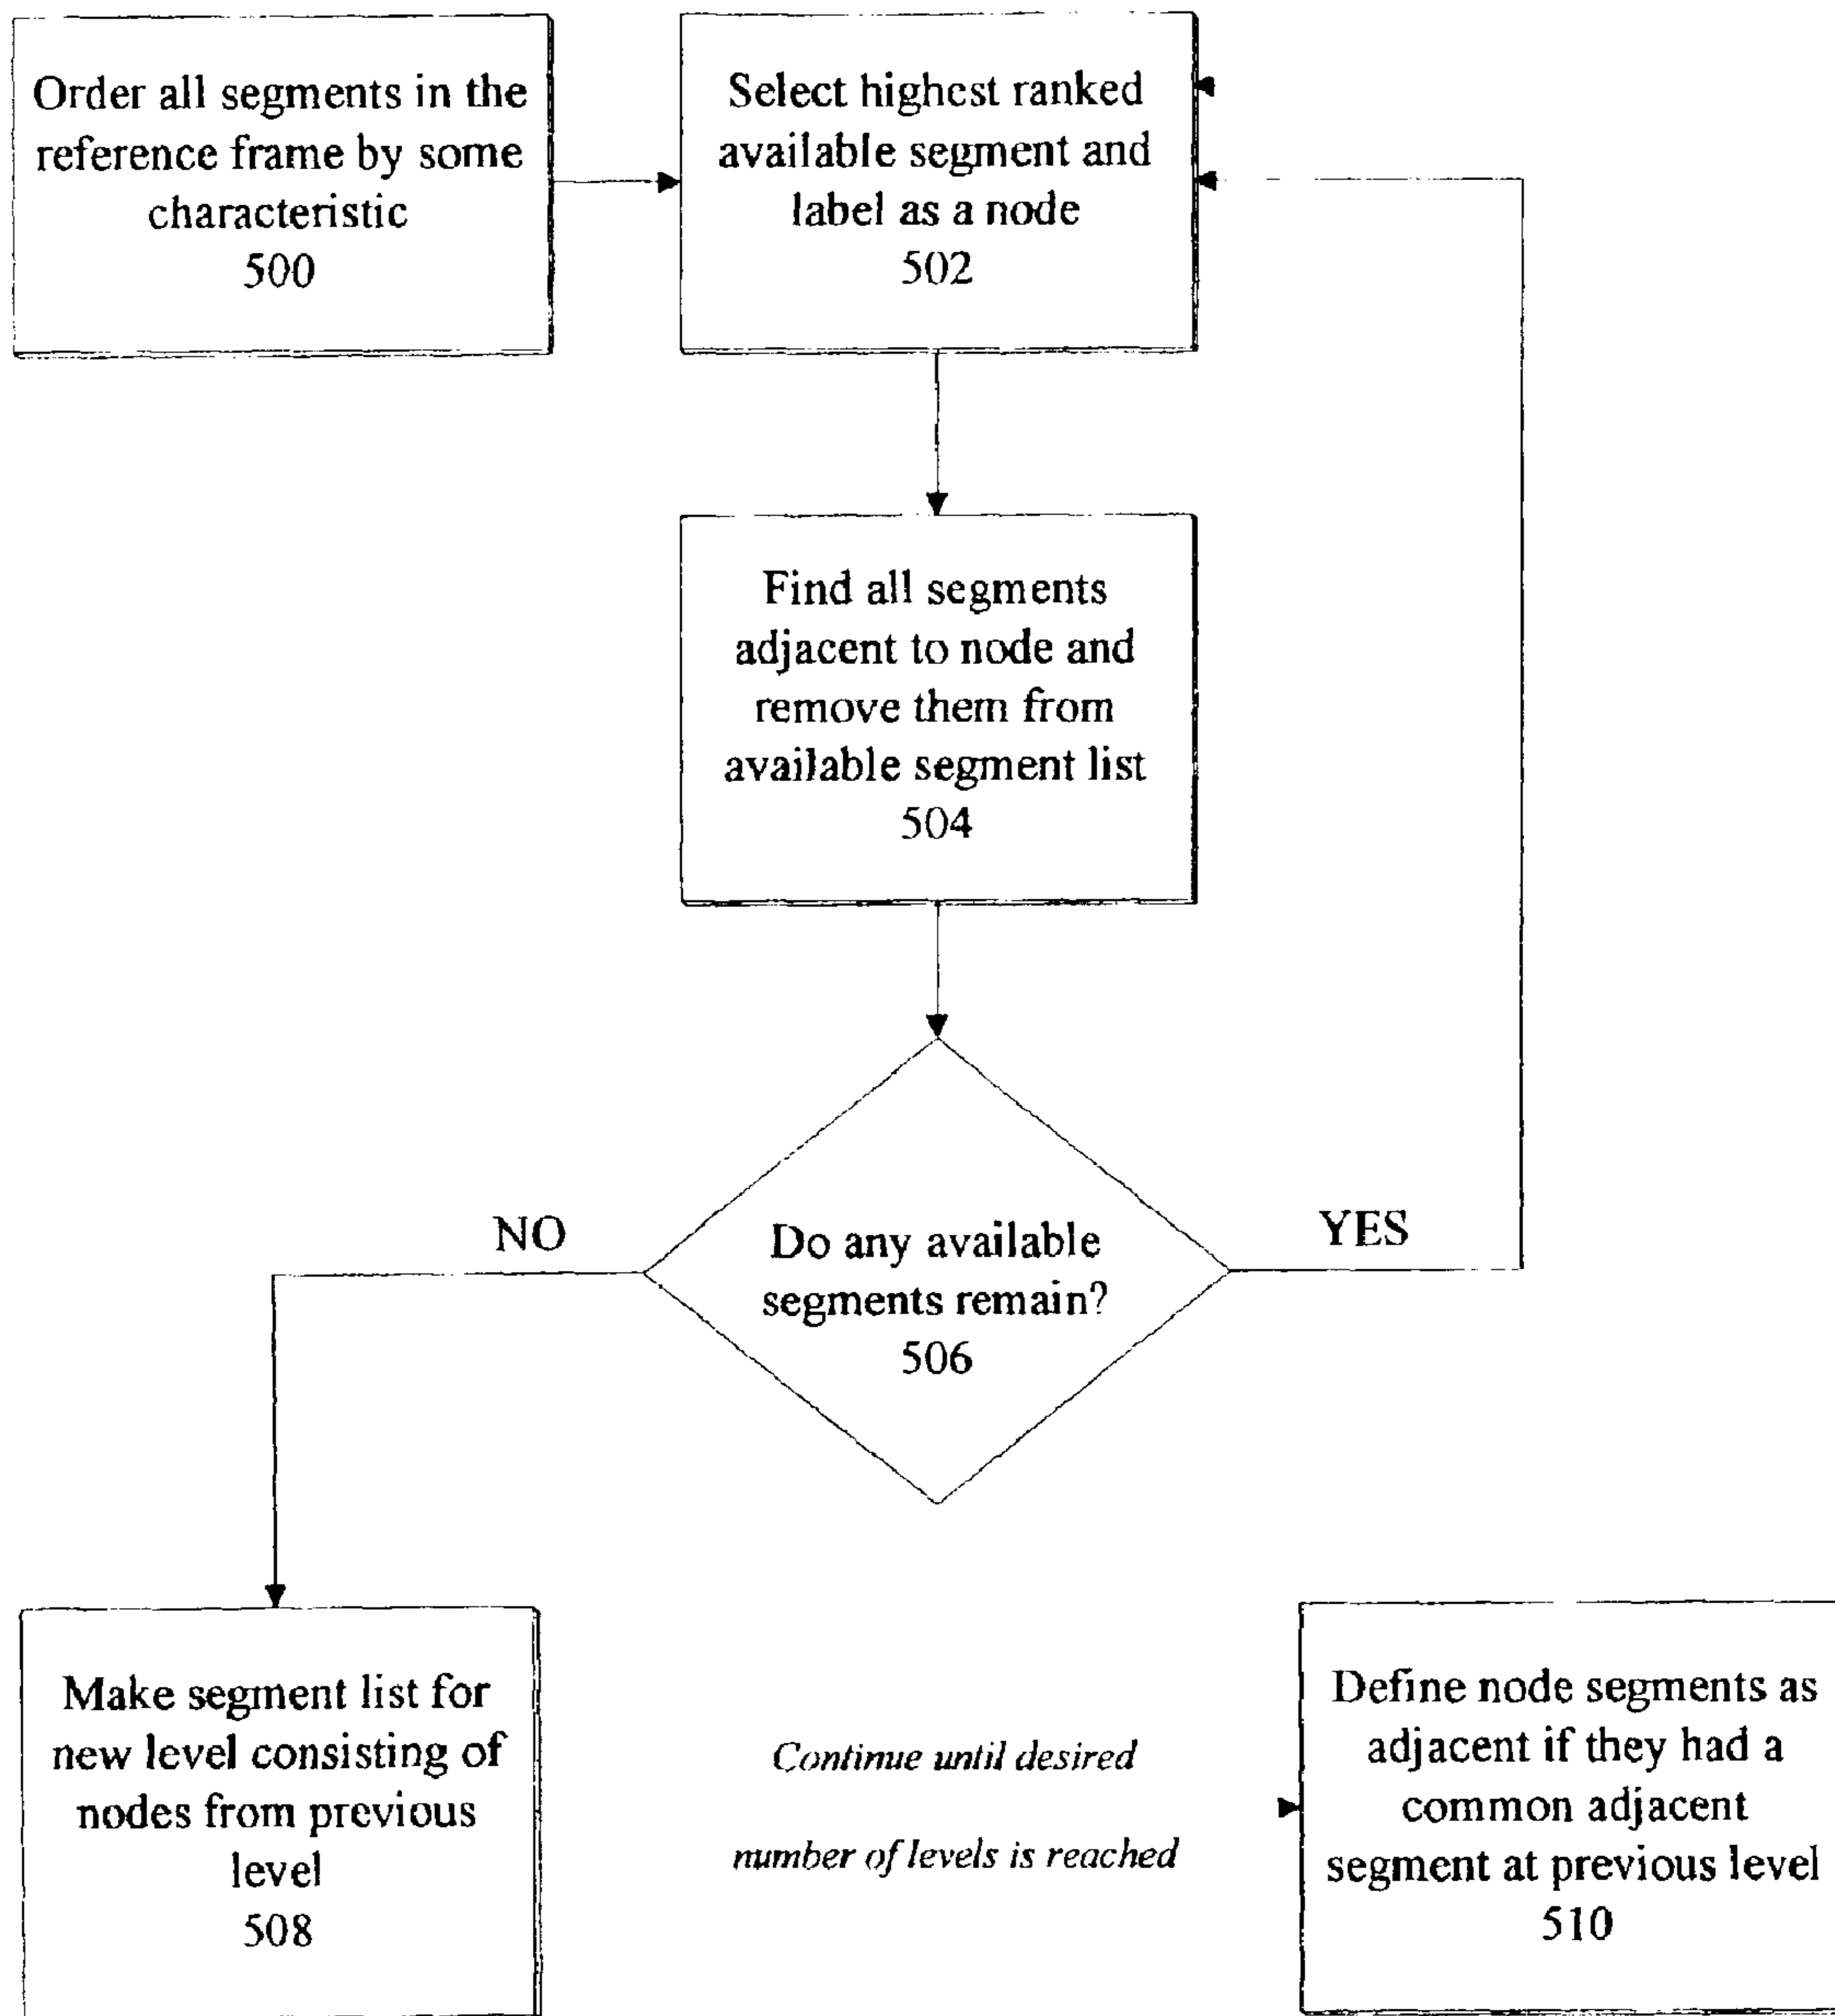 Order all segments in the
reference frame by some
characteristic
500
Select highest ranked
available segment and
label as a node
502
Find all segments
adjacent to node and
remove them from
available segment list
504
NO
YES
Do any available
segments remain?
506
Make segment list for
new level consisting of
nodes from previous
level
508
Continue until desired
number of levels is reached
Define node segments as
adjacent if they had a
common adjacent
segment at previous level
510